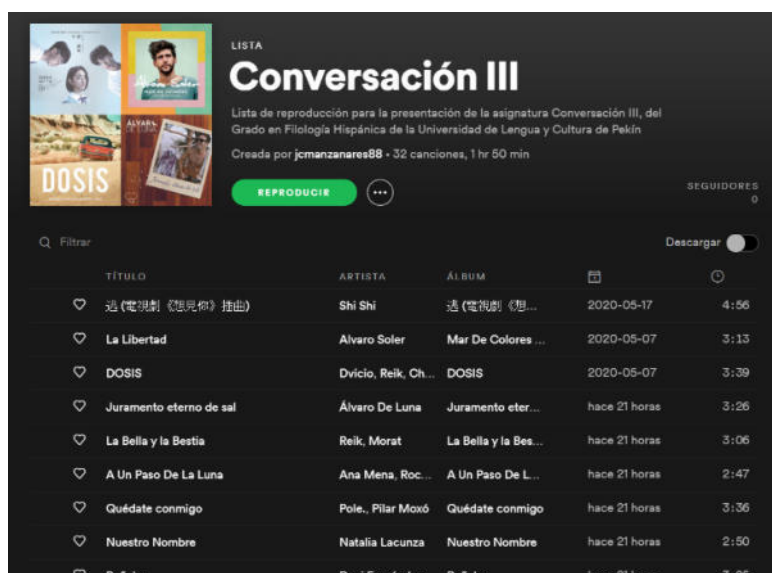 LISTA
Conversación III
Lista de reproducción para la presentación de la asignatura Conversación III, del
Grado en Filología Hispánica de la Universidad de Lengua y Cultura de Pekín
Creada por jcmanzanares88 • 32 canciones, 1 hr 50 min
REPRODUCIR
SEGUIDORES
0
Filtrar
Descargar
TÍTULO ARTISTA ÁLBUM
逃 (電視劇《想見你》插曲) Shi Shi 逃 (電視劇《想... 2020-05-17 4:56
La Libertad Alvaro Soler Mar De Colores ... 2020-05-07 3:13
DOSIS Dvicio, Reik, Ch... DOSIS 2020-05-07 3:39
Juramento eterno de sal Álvaro De Luna Juramento eter... hace 21 horas 3:26
La Bella y la Bestia Reik, Morat La Bella y la Bes... hace 21 horas 3:06
A Un Paso De La Luna Ana Mena, Roc... A Un Paso De L... hace 21 horas 2:47
Quédate conmigo Pole., Pilar Moxó Quédate conmigo hace 21 horas 3:36
Nuestro Nombre Natalia Lacunza Nuestro Nombre hace 21 horas 2:50
Alvaro Soler
DOSIS
ALVARO
DE LUNA